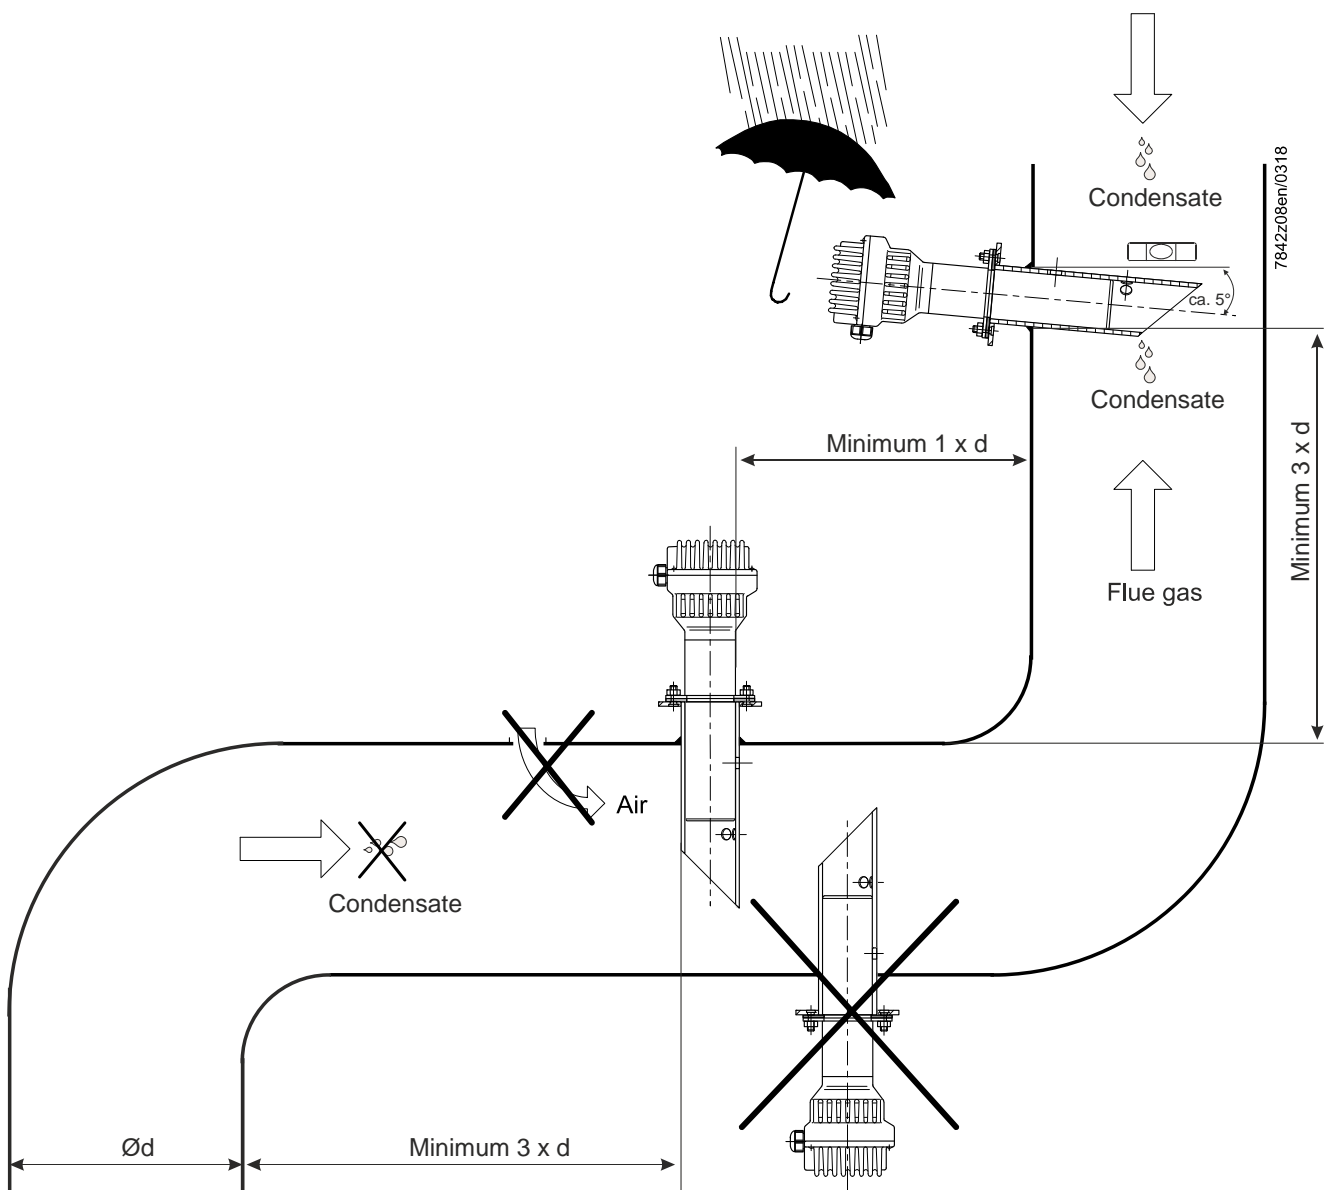 7842z08en/0318
Condensate
ca. 5°
Condensate
Minimum 1 x d
Minimum 3 x d
Flue gas
Air
Condensate
Ød
Minimum 3 x d